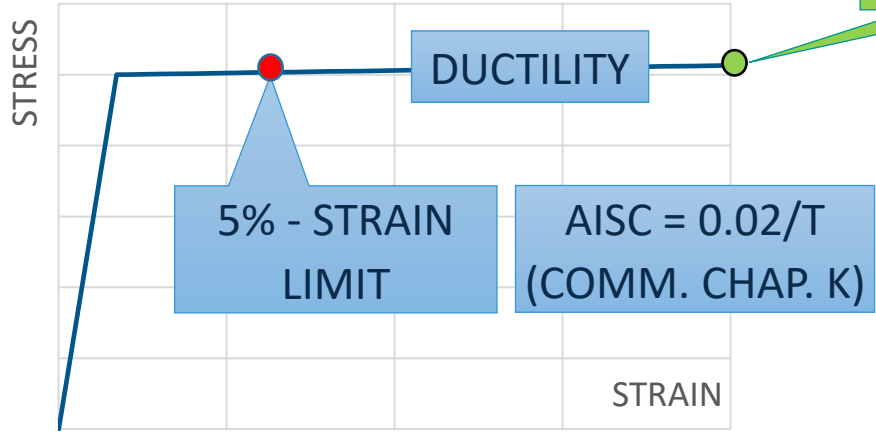 STRESS
DUCTILITY
5% - STRAIN
LIMIT
AISC = 0.02/T
(COMM. CHAP. K)
STRAIN